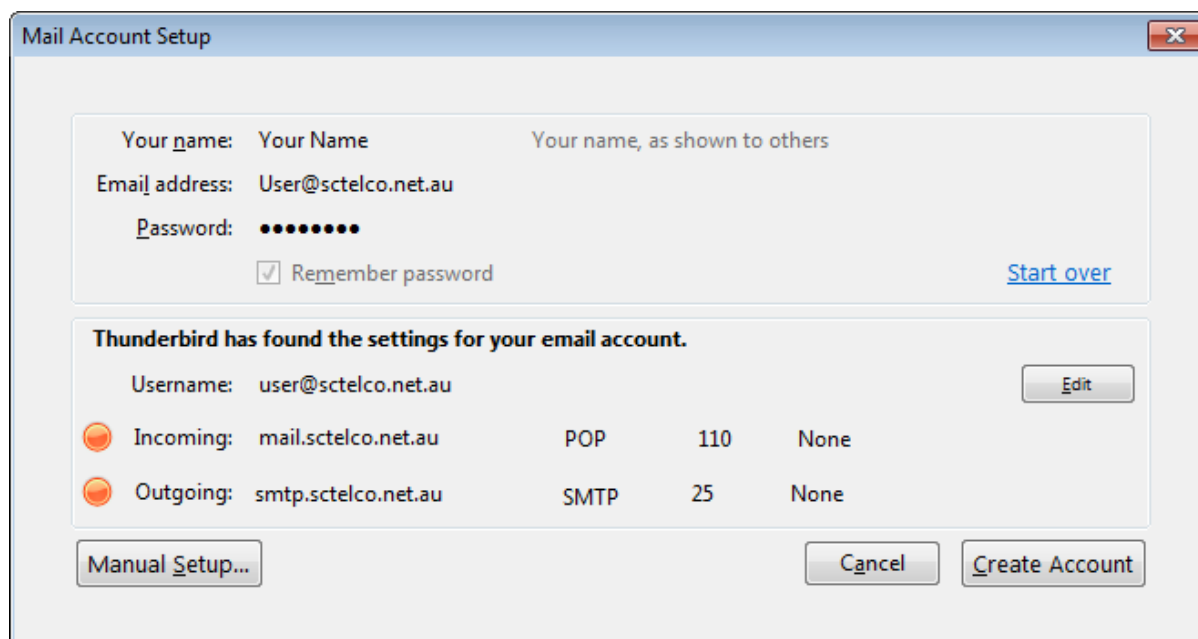 Mail Account Setup
Your name: Your Name Your name, as shown to others
Email address: User@sctelco.net.au
Password: ••••••••
Remember password Start over
Thunderbird has found the settings for your email account.
Username: user@sctelco.net.au Edit
Incoming: mail.sctelco.net.au POP 110 None
Outgoing: smtp.sctelco.net.au SMTP 25 None
Manual Setup... Cancel Create Account